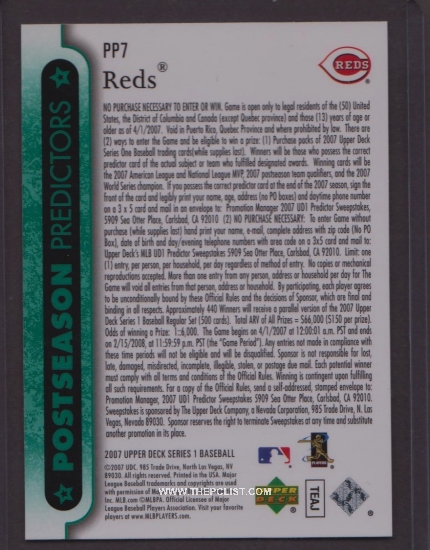 PP7
Reds®
REDS
POSTSEASON PREDICTORS
NO PURCHASE NECESSARY TO ENTER OR WIN. Game is open only to legal residents of the (50) United
States, the District of Columbia and Canada (except Quebec province) and those (13) years of age
or older as of 4/1/2007. Void in Puerto Rico, Quebec Province and where prohibited by law. There are
(2) ways to enter the Game and be eligible to win a prize: (1) Purchase packs of 2007 Upper Deck
Series One Baseball trading cards(while supplies last). Winners will be those who possess the correct
predictor card of the actual subject or team who fulfilled designated awards. Winning cards will be
the 2007 American League and National League MVP, 2007 postseason team qualifiers, and the 2007
World Series champion. If you possess the correct predictor card at the end of the 2007 season, sign the
front of the card and legibly print your name, age, address (no PO boxes) and daytime phone number
on a 3 x 5 card and mail in an envelope to: Promotion Manager 2007 UD1 Predictor Sweepstakes,
5909 Sea Otter Place, Carlsbad, CA 92010 (2) NO PURCHASE NECESSARY: To enter Game without
purchase (while supplies last) hand print your name, e-mail, complete address with zip code (No PO
Box), date of birth and day/evening telephone numbers with area code on a 3x5 card and mail to:
Upper Deck's MLB UD1 Predictor Sweepstakes 5909 Sea Otter Place, Carlsbad, CA 92010. Limit: one
(1) entry, per person, per household, per day regardless of method of entry. No copies or mechanical
reproductions accepted. More than one entry from any person, address or household per day for The
Game will void all entries from that person, address or household. By participating, each player agrees
to be unconditionally bound by these Official Rules and the decisions of Sponsor, which are final and
binding in all respects. Approximately 440 Winners will receive a parallel version of the 2007 Upper
Deck Series 1 Baseball Regular Set (500 cards). Total ARV of All Prizes = $66,000 ($150 per prize).
Odds of winning a Prize: 1:6,000. The Game begins on 4/1/2007 at 12:00:01 a.m. PST and ends
on 2/15/2008, at 11:59:59 p.m. PST (the "Game Period"). Any entries not made in compliance with
these time periods will not be eligible and will be disqualified. Sponsor is not responsible for lost,
late, damaged, misdirected, incomplete, illegible, stolen, or postage due mail. Each potential winner
must comply with all terms and conditions of the Official Rules. Winning is contingent upon fulfilling
all such requirements. For a copy of the Official Rules, send a self-addressed, stamped envelope to:
Promotion Manager, 2007 UD1 Predictor Sweepstakes, 5909 Sea Otter Place, Carlsbad, CA 92010.
Sweepstakes is sponsored by The Upper Deck Company, a Nevada Corporation, 985 Trade Drive, N. Las
Vegas, Nevada 89030. Sponsor reserves the right to terminate Sweepstakes at any time and substitute
another promotion in its place.
2007 UPPER DECK SERIES 1 BASEBALL
©2007 UDC. 985 Trade Drive, North Las Vegas, NV
89030. All rights reserved. Printed in the USA. Major
League Baseball trademarks and copyrights are used
with permission of Major League Baseball
MLB.com ©MLBPA. Official Licensee of Major
League Baseball Players Association. Visit your favorite
players at www.MLBPLAYERS.com.
www.THEPCLIST.com
UPPER
DECK
TEAJ